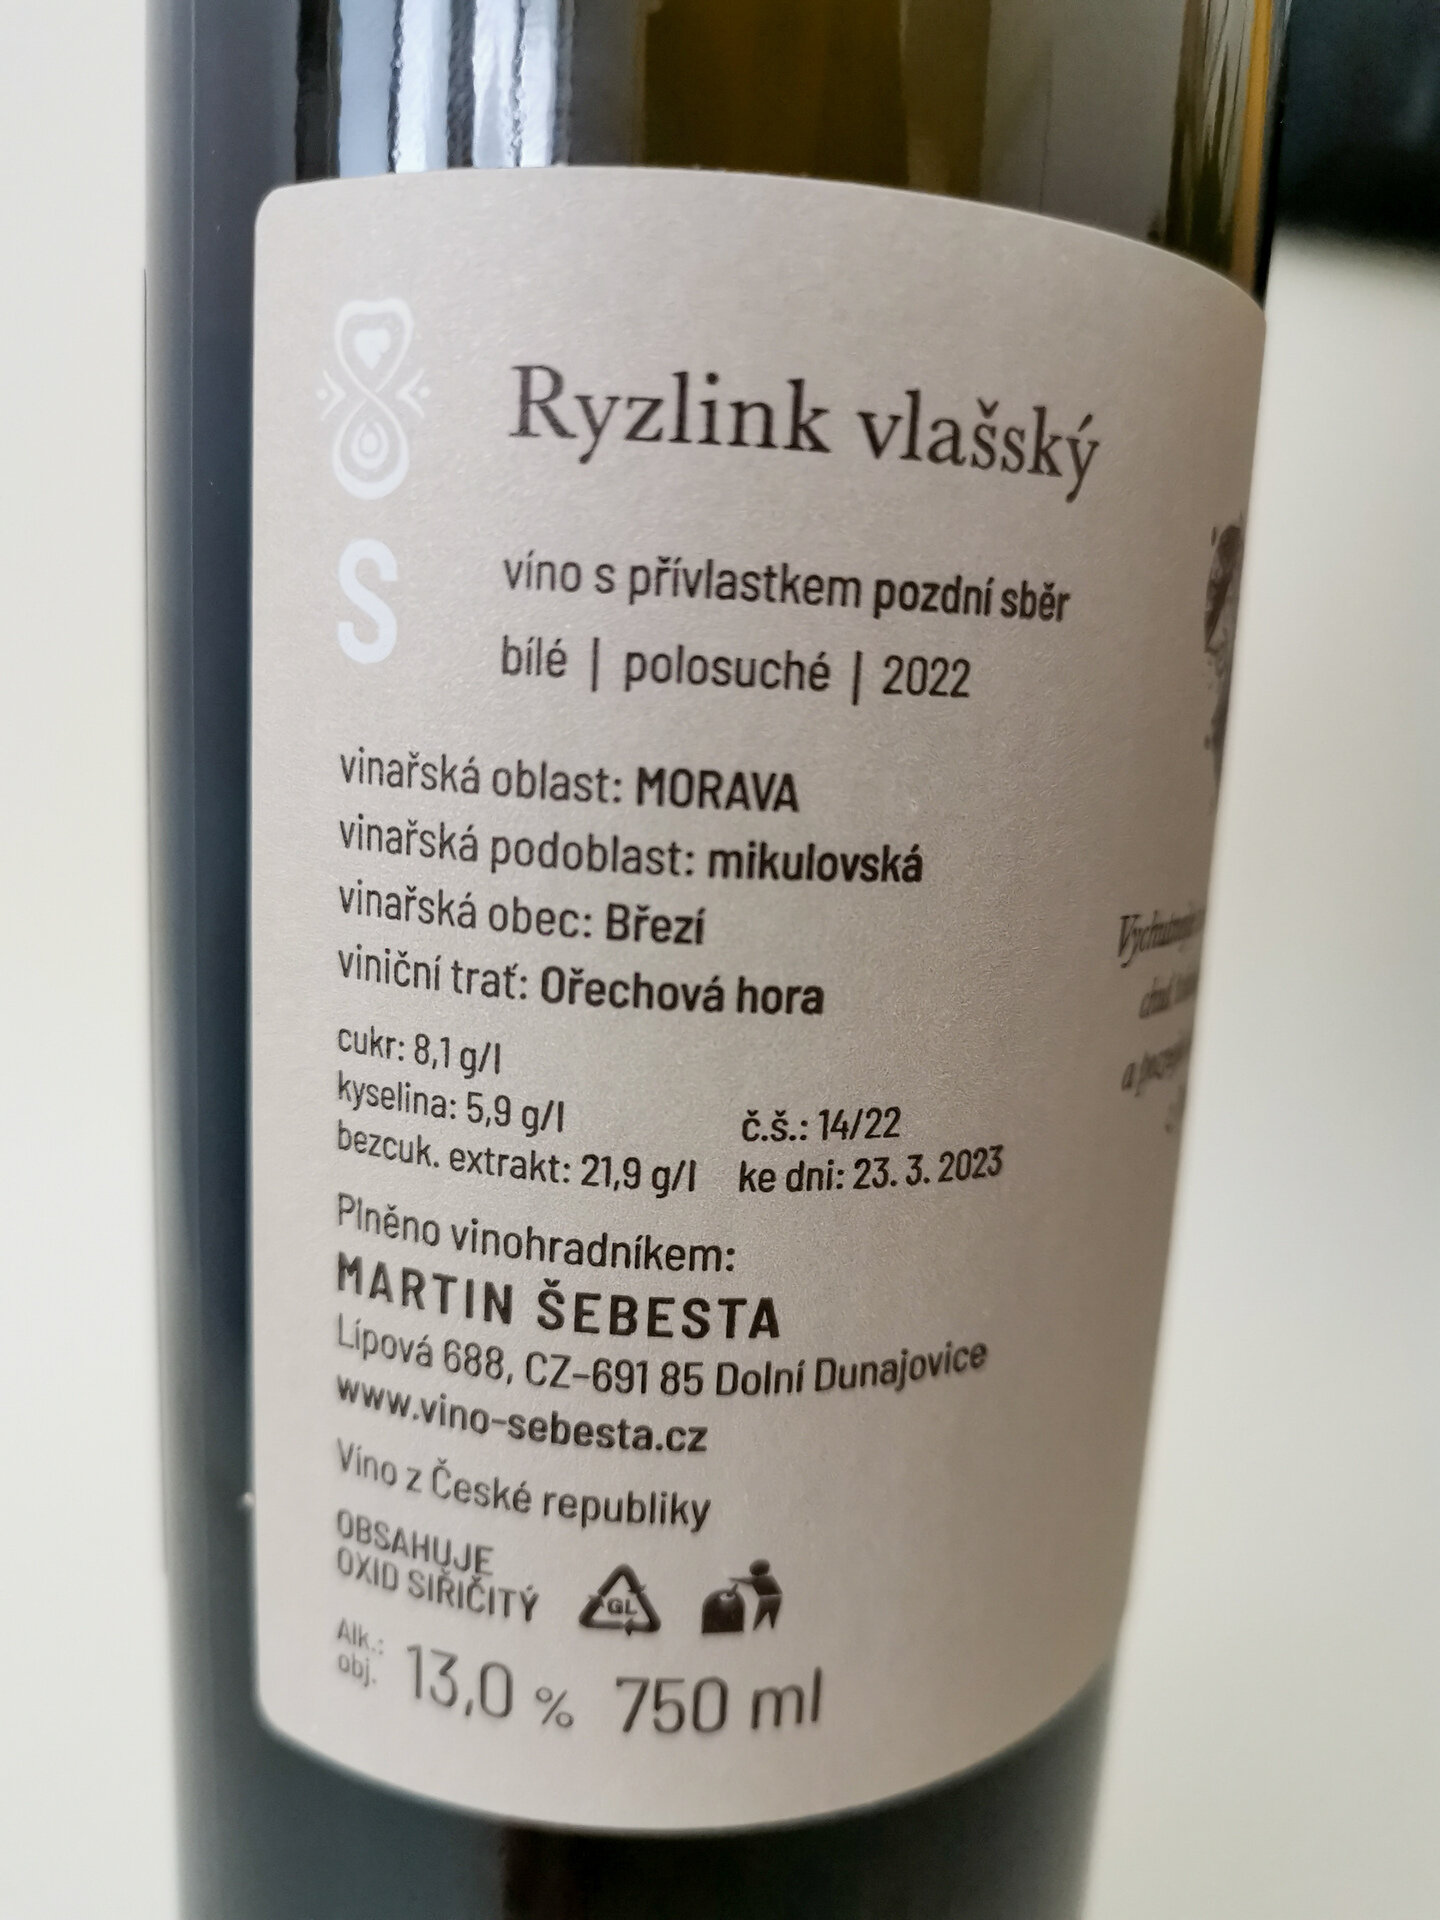 S
Ryzlink vlašský
víno s přívlastkem pozdní sběr
bílé | polosuché | 2022
vinařská oblast: MORAVA
vinařská podoblast: mikulovská
vinařská obec: Březí
viniční trať: Ořechová hora
cukr: 8,1 g/l
kyselina: 5,9 g/l
bezcuk. extrakt: 21,9 g/l
č.š.: 14/22
ke dni: 23. 3. 2023
Plněno vinohradníkem:
MARTIN ŠEBESTA
Lípová 688, CZ-691 85 Dolní Dunajovice
www.vino-sebesta.cz
Víno z České republiky
OBSAHUJE
OXID SIŘIČITÝ
GL
Alk.:
obj.
13,0 % 750 ml